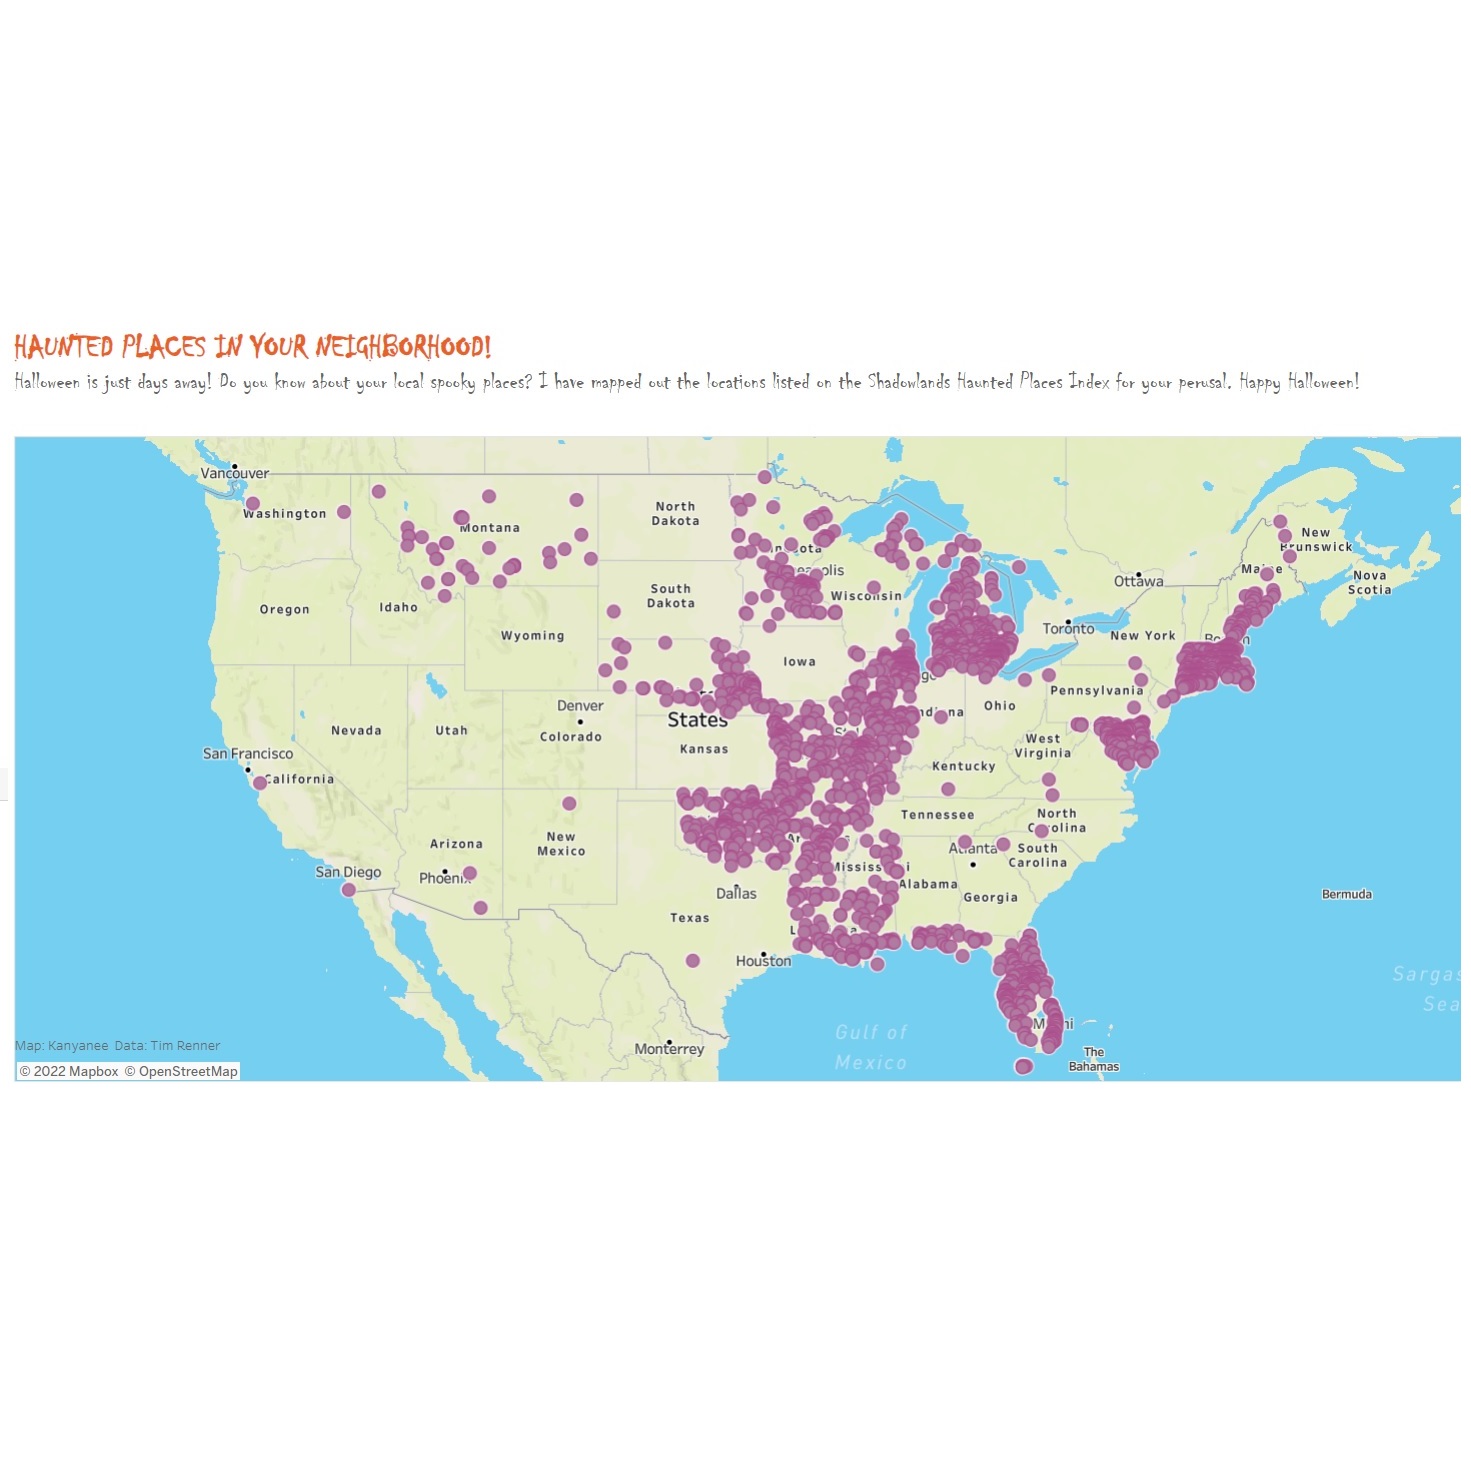 HAUNTED PLACES IN YOUR NEIGHBORHOOD!
Halloween is just days away! Do you know about your local spooky places? I have mapped out the locations listed on the Shadowlands Haunted Places Index for your perusal. Happy Halloween!
Vancouver
Washington
Montana
North
Dakota
New
Brunswick
Nova
Scotia
Ottawa
Oregon
Idaho
South
Dakota
Wisconsin
Toronto
New York
Wyoming
Iowa
Pennsylvania
Denver
Colorado
States
Ohio
Nevada
Utah
Kansas
West
Virginia
San Francisco
California
Kentucky
Tennessee
North
Carolina
Arizona
New
Mexico
Atlanta
South
Carolina
San Diego
Phoenix
Dallas
Mississ i
Alabama
Georgia
Bermuda
Texas
Houston
Sargas
Sea
Gulf of
Mexico
M mi
Monterrey
The
Bahamas
Map: Kanyanee Data: Tim Renner
© 2022 Mapbox © OpenStreetMap